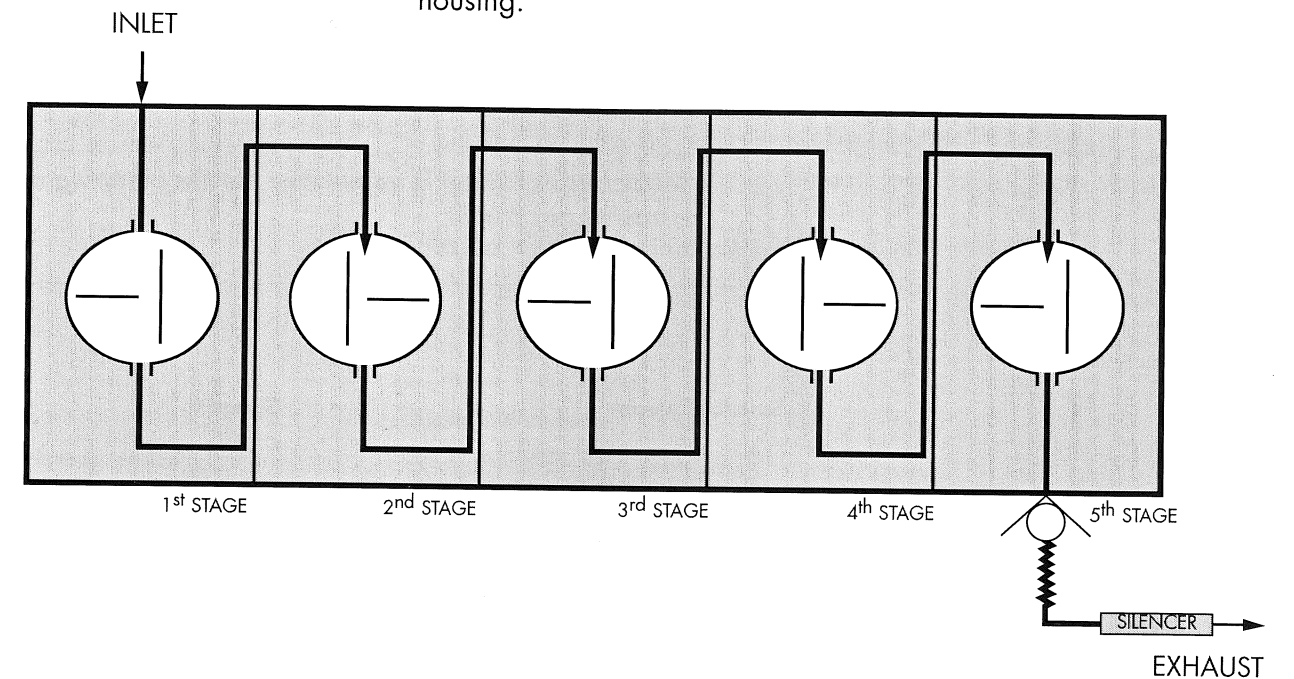 housing.
INLET
1st STAGE
2nd STAGE
3rd STAGE
4th STAGE
5th STAGE
SILENCER
EXHAUST